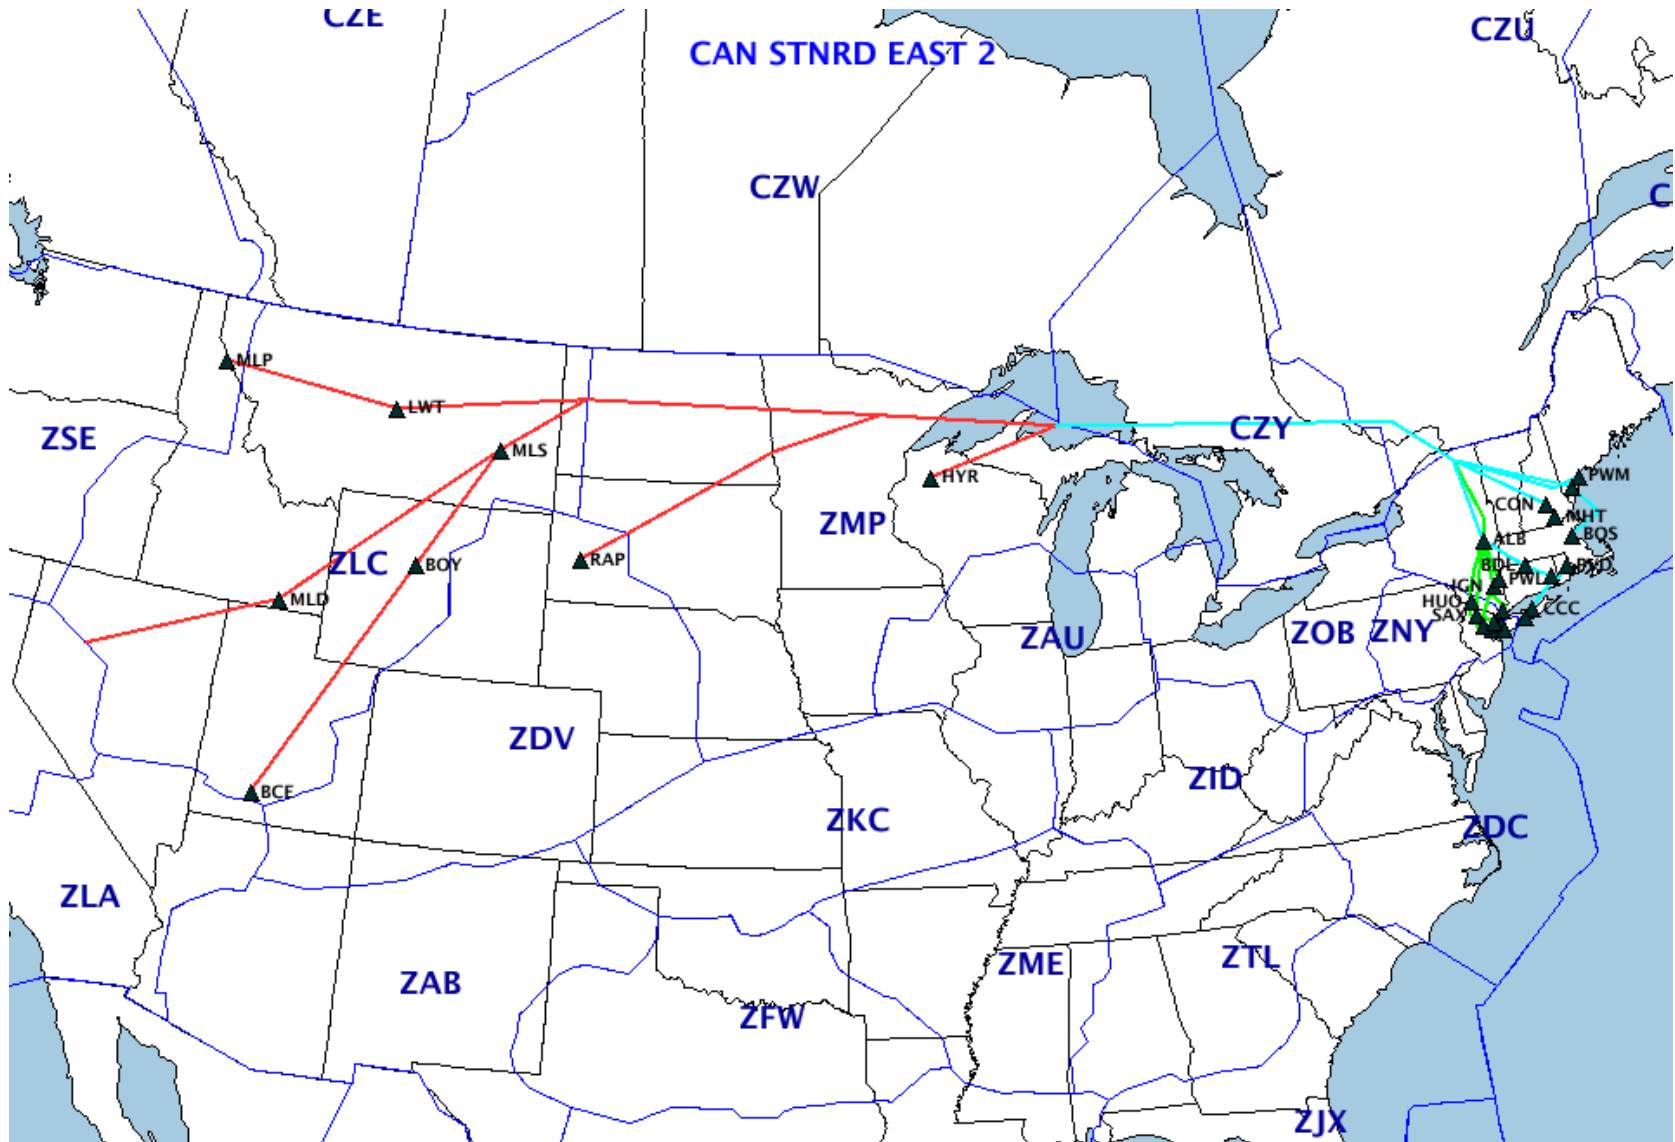 CZE
CAN STNRD EAST 2
CZU
CZW
C
MLP
LWT
ZSE
CZY
MLS
HYR
PWM
CON
MHT
ZMP
BOS
ALB
ZLC
BOY
RAP
BDL
PVD
IGN
PWL
MLD
HUO
CCC
SAX
ZAU
ZOB
ZNY
ZDV
ZID
BCE
ZKC
ZDC
ZLA
ZME
ZTL
ZAB
ZFW
ZJX